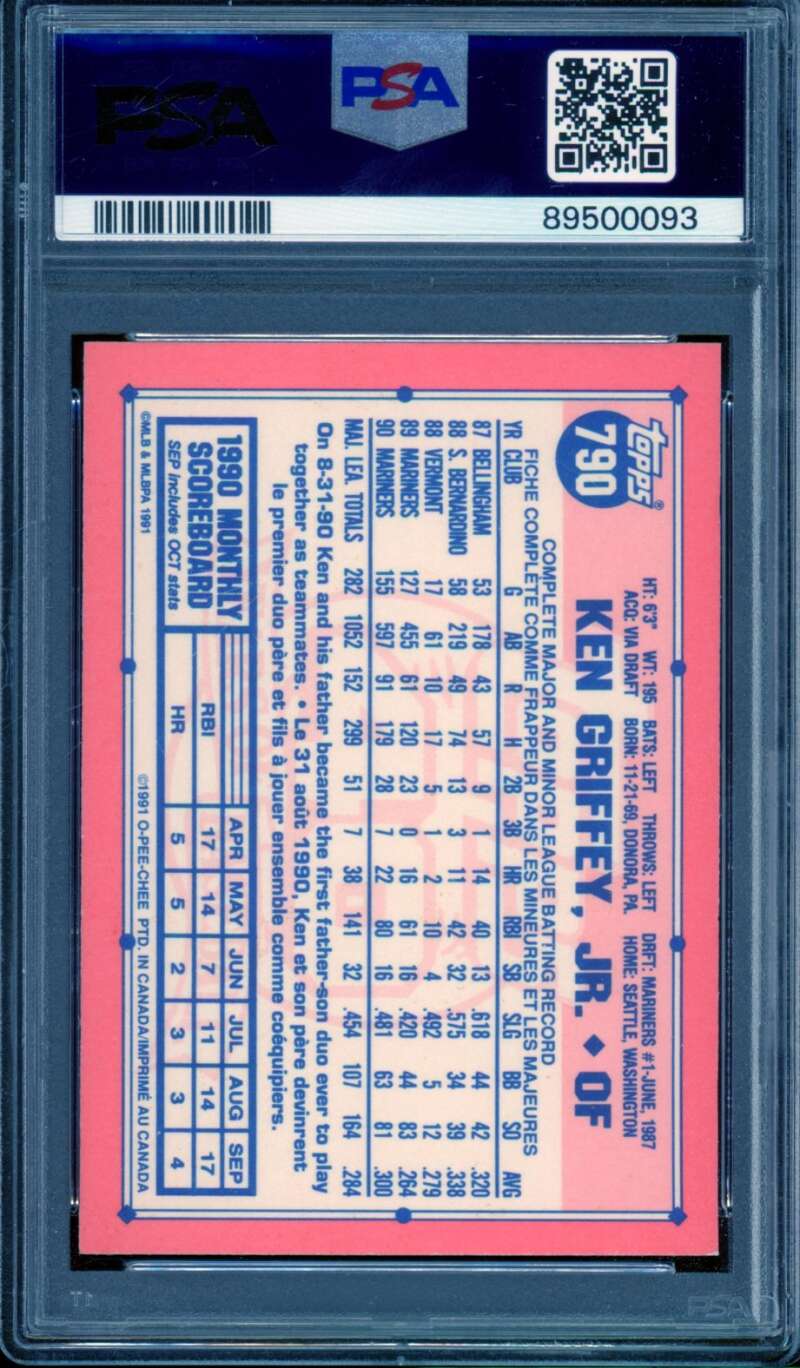 PSA
PSA
89500093
topps®
790
HT: 6'3" WT: 195 BATS: LEFT THROWS: LEFT DRFT: MARINERS #1-JUNE, 1987
ACQ: VIA DRAFT BORN: 11-21-69, DONORA, PA. HOME: SEATTLE, WASHINGTON
KEN GRIFFEY, JR. ◆ OF
COMPLETE MAJOR AND MINOR LEAGUE BATTING RECORD
FICHE COMPLÈTE COMME FRAPPEUR DANS LES MINEURES ET LES MAJEURES
YR CLUB G AB R H 2B 3B HR RBI SB SLG BB SO AVG
87 BELLINGHAM 53 178 43 57 9 1 14 40 13 .618 44 42 .320
88 S. BERNARDINO 58 219 49 74 13 3 11 42 32 .575 34 39 .338
88 VERMONT 17 61 10 17 5 1 2 10 4 .492 5 12 .279
89 MARINERS 127 455 61 120 23 0 16 61 16 .420 44 83 .264
90 MARINERS 155 597 91 179 28 7 22 80 16 .481 63 81 .300
MAJ. LEA. TOTALS 282 1052 152 299 51 7 38 141 32 .454 107 164 .284
On 8-31-90 Ken and his father became the first father-son duo ever to play
together as teammates. • Le 31 août 1990, Ken et son père devinrent
le premier duo père et fils à jouer ensemble comme coéquipiers.
1990 MONTHLY
SCOREBOARD
SEP includes OCT stats
APR MAY JUN JUL AUG SEP
RBI 17 14 7 11 14 17
HR 5 5 2 3 3 4
©MLB & MLBPA 1991 ©1991 O-PEE-CHEE PTD. IN CANADA/IMPRIMÉ AU CANADA
PSA